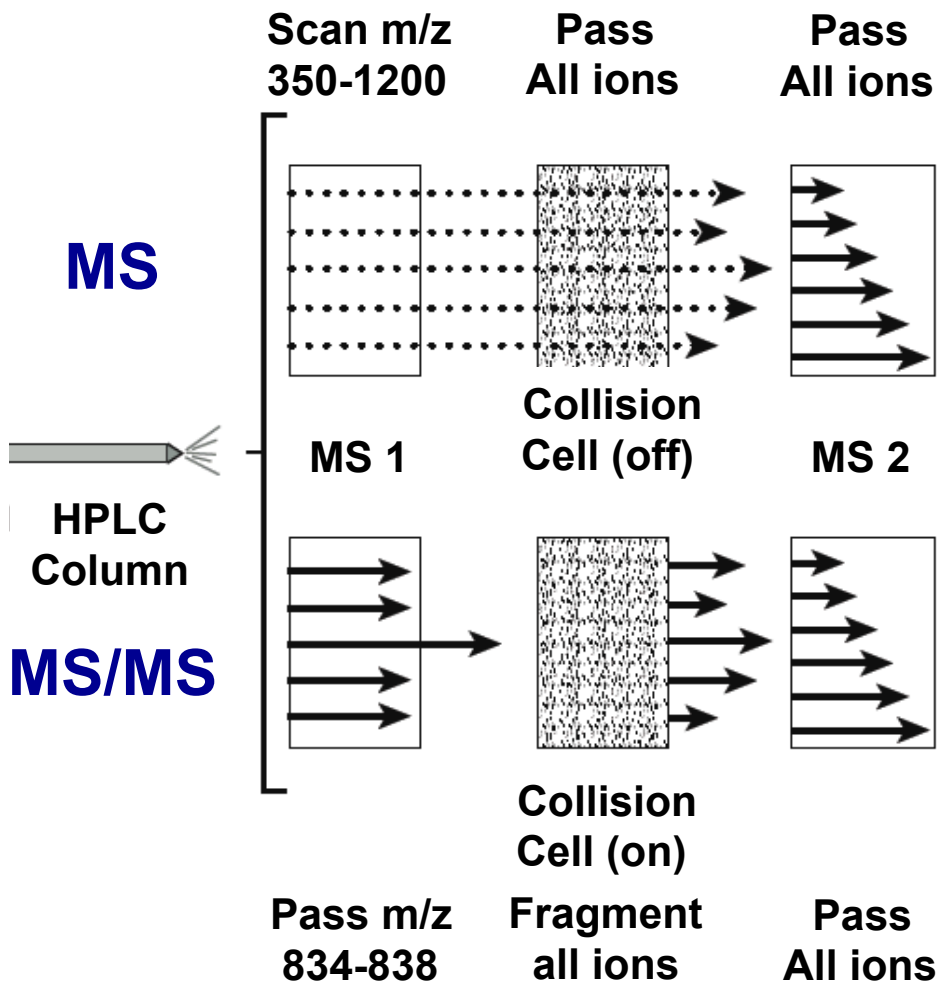 Scan m/z
350-1200
Pass
All ions
Pass
All ions
MS
Collision
Cell (off)
MS 1
MS 2
HPLC
Column
MS/MS
Collision
Cell (on)
Pass m/z
834-838
Fragment
all ions
Pass
All ions